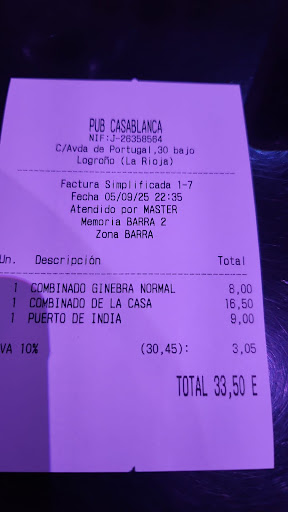 PUB CASABLANCA
NIF:J-26358564
C/Avda de Portugal,30 bajo
Logroño (La Rioja)
Factura Simplificada 1-7
Fecha 05/09/25 22:35
Atendido por MASTER
Memoria BARRA 2
Zona BARRA
Un. Descripción Total
1 COMBINADO GINEBRA NORMAL 8,00
1 COMBINADO DE LA CASA 16,50
1 PUERTO DE INDIA 9,00
VA 10% (30,45): 3,05
TOTAL 33,50 E